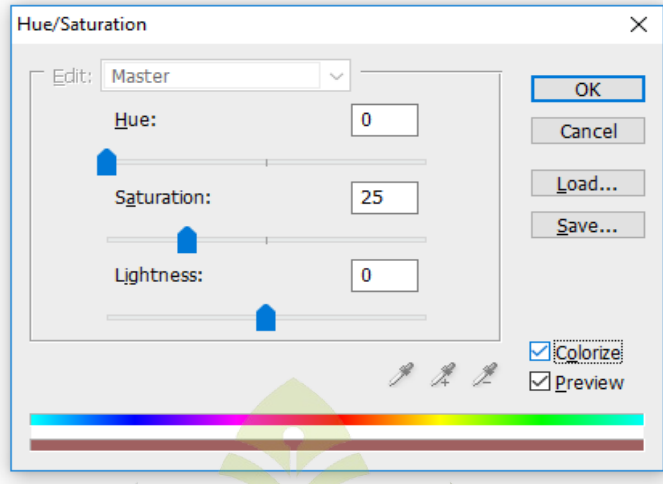 Hue/Saturation
Edit: Master
Hue: 0
Saturation: 25
Lightness: 0
OK
Cancel
Load...
Save...
Colorize
Preview